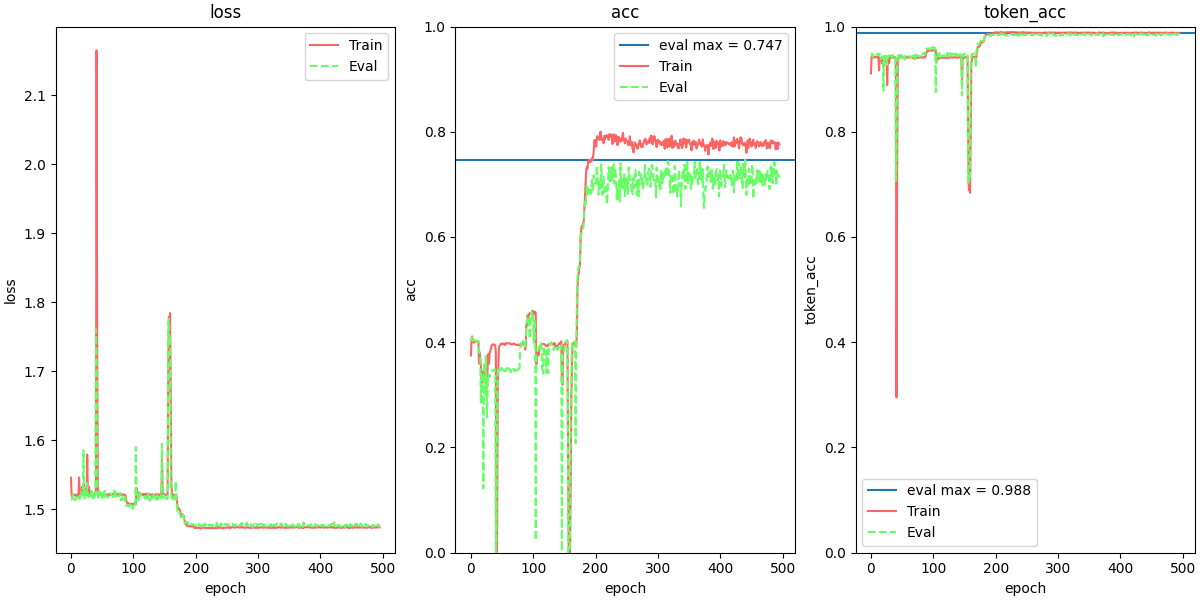 loss
2.1
2.0
1.9
1.8
1.7
1.6
1.5
0 100 200 300 400 500
epoch
loss
Train
Eval
acc
1.0
0.8
0.6
0.4
0.2
0.0
0 100 200 300 400 500
epoch
acc
eval max = 0.747
Train
Eval
token_acc
1.0
0.8
0.6
0.4
0.2
0.0
0 100 200 300 400 500
epoch
token_acc
eval max = 0.988
Train
Eval